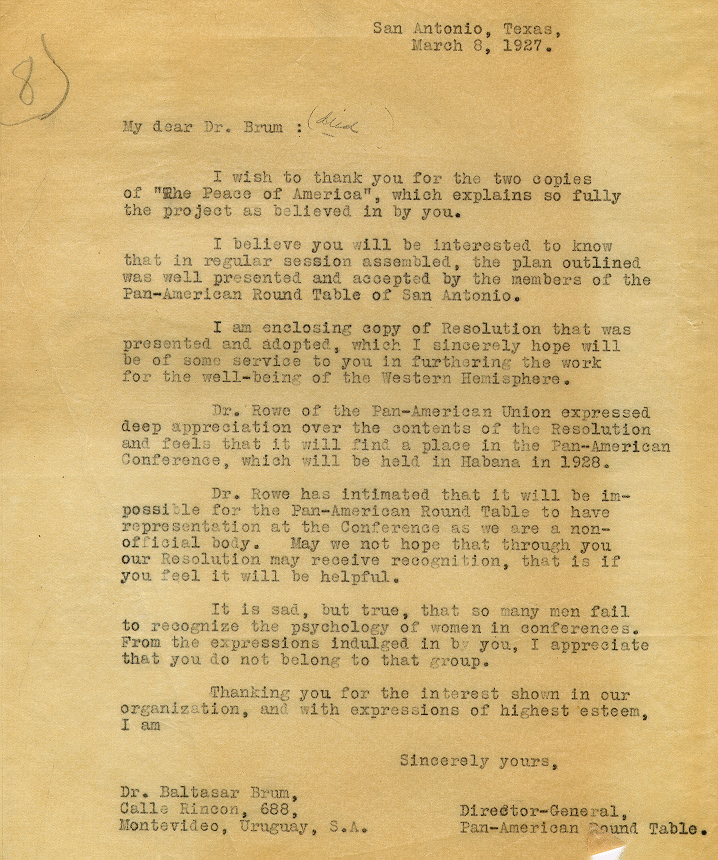 San Antonio, Texas,
March 8, 1927.
8)
My dear Dr. Brum : (died)
I wish to thank you for the two copies
of "The Peace of America", which explains so fully
the project as believed in by you.
I believe you will be interested to know
that in regular session assembled, the plan outlined
was well presented and accepted by the members of the
Pan-American Round Table of San Antonio.
I am enclosing copy of Resolution that was
presented and adopted, which I sincerely hope will
be of some service to you in furthering the work
for the well-being of the Western Hemisphere.
Dr. Rowe of the Pan-American Union expressed
deep appreciation over the contents of the Resolution
and feels that it will find a place in the Pan-American
Conference, which will be held in Habana in 1928.
Dr. Rowe has intimated that it will be im-
possible for the Pan-American Round Table to have
representation at the Conference as we are a non-
official body. May we not hope that through you
our Resolution may receive recognition, that is if
you feel it will be helpful.
It is sad, but true, that so many men fail
to recognize the psychology of women in conferences.
From the expressions indulged in by you, I appreciate
that you do not belong to that group.
Thanking you for the interest shown in our
organization, and with expressions of highest esteem,
I am
Sincerely yours,
Dr. Baltasar Brum,
Calle Rincon, 688,
Montevideo, Uruguay, S.A.
Director-General,
Pan-American Round Table.